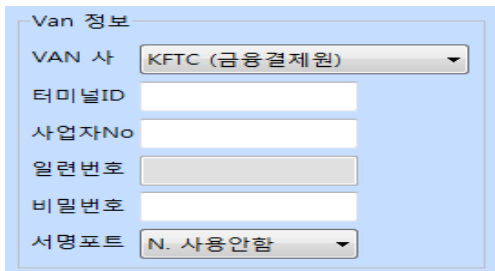 Van 정보
VAN 사 KFTC (금융결제원)
터미널ID
사업자No
일련번호
비밀번호
서명포트 N. 사용안함